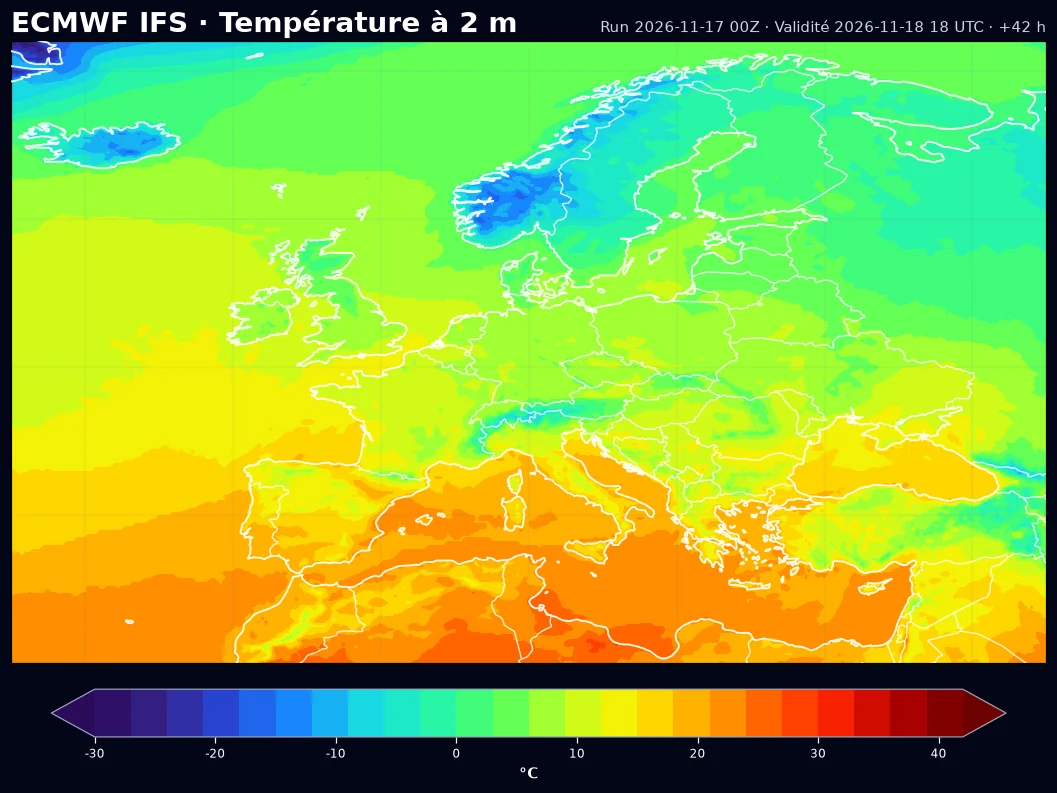 ECMWF IFS · Température à 2 m
Run 2026-11-17 00Z · Validité 2026-11-18 18 UTC · +42 h
-30 -20 -10 0 10 20 30 40
°C